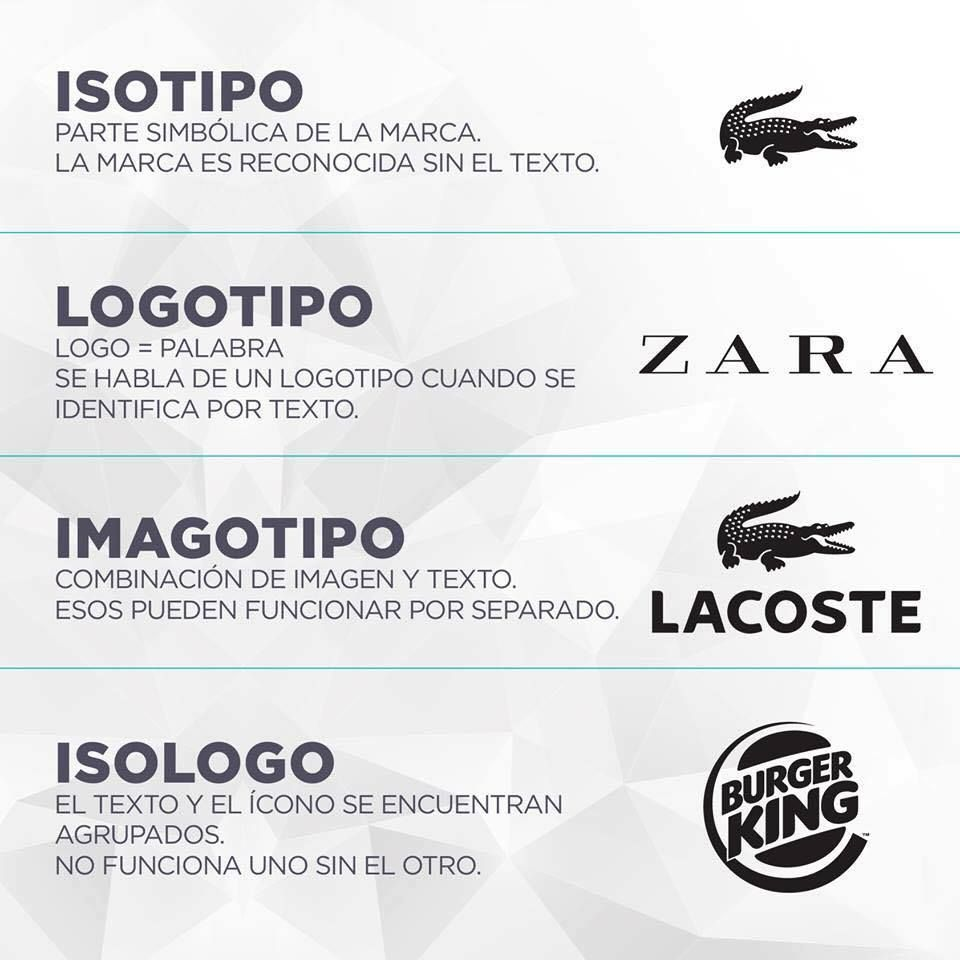 ISOTIPO
PARTE SIMBÓLICA DE LA MARCA.
LA MARCA ES RECONOCIDA SIN EL TEXTO.
LOGOTIPO
LOGO = PALABRA
SE HABLA DE UN LOGOTIPO CUANDO SE
IDENTIFICA POR TEXTO.
ZARA
IMAGOTIPO
COMBINACIÓN DE IMAGEN Y TEXTO.
ESOS PUEDEN FUNCIONAR POR SEPARADO.
LACOSTE
ISOLOGO
EL TEXTO Y EL ÍCONO SE ENCUENTRAN
AGRUPADOS.
NO FUNCIONA UNO SIN EL OTRO.
BURGER
KING™